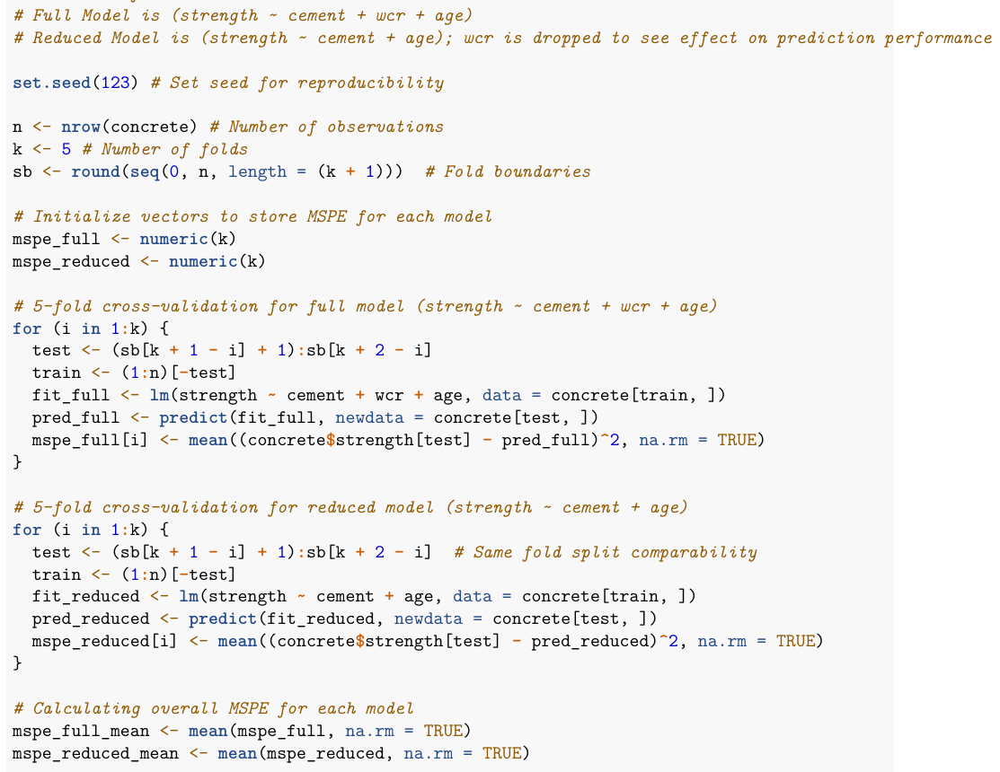 # Full Model is (strength ~ cement + wcr + age)
# Reduced Model is (strength ~ cement + age); wcr is dropped to see effect on prediction performance
set.seed(123) # Set seed for reproducibility
n <- nrow(concrete) # Number of observations
k <- 5 # Number of folds
sb <- round(seq(0, n, length = (k + 1)))  # Fold boundaries
# Initialize vectors to store MSPE for each model
mspe_full <- numeric(k)
mspe_reduced <- numeric(k)
# 5-fold cross-validation for full model (strength ~ cement + wcr + age)
for (i in 1:k) {
  test <- (sb[k + 1 - i] + 1):sb[k + 2 - i]
  train <- (1:n)[-test]
  fit_full <- lm(strength ~ cement + wcr + age, data = concrete[train, ])
  pred_full <- predict(fit_full, newdata = concrete[test, ])
  mspe_full[i] <- mean((concrete$strength[test] - pred_full)^2, na.rm = TRUE)
}
# 5-fold cross-validation for reduced model (strength ~ cement + age)
for (i in 1:k) {
  test <- (sb[k + 1 - i] + 1):sb[k + 2 - i]  # Same fold split comparability
  train <- (1:n)[-test]
  fit_reduced <- lm(strength ~ cement + age, data = concrete[train, ])
  pred_reduced <- predict(fit_reduced, newdata = concrete[test, ])
  mspe_reduced[i] <- mean((concrete$strength[test] - pred_reduced)^2, na.rm = TRUE)
}
# Calculating overall MSPE for each model
mspe_full_mean <- mean(mspe_full, na.rm = TRUE)
mspe_reduced_mean <- mean(mspe_reduced, na.rm = TRUE)